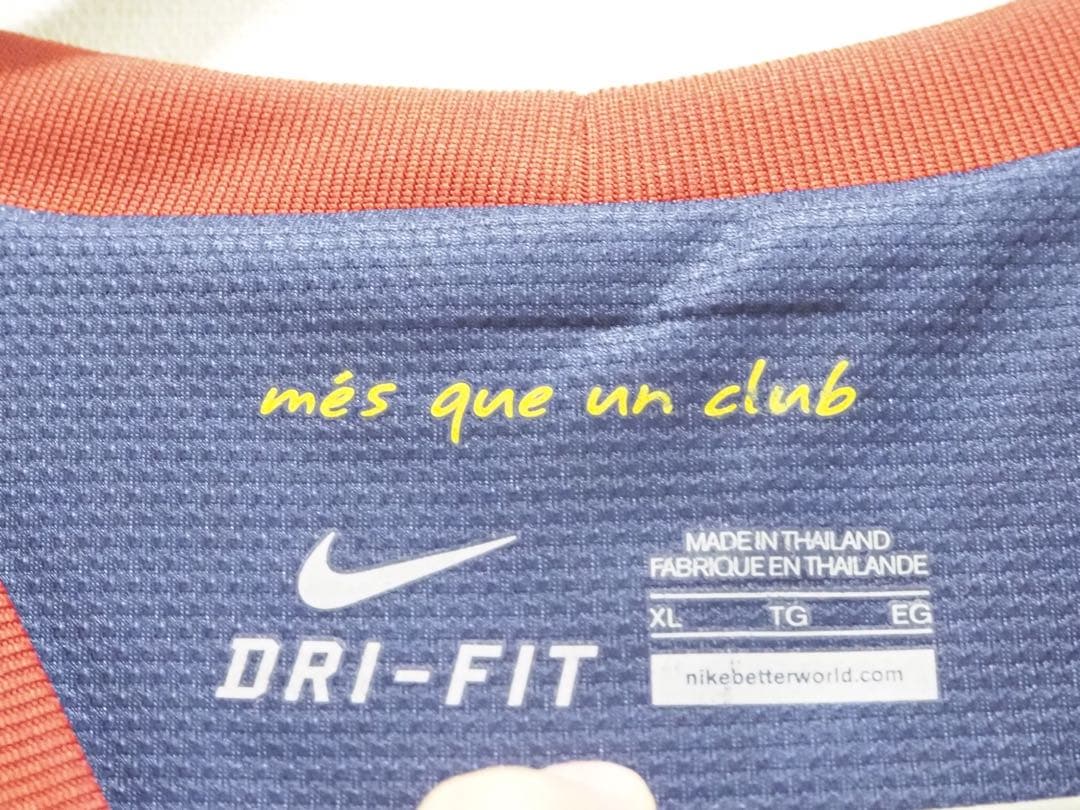 més que un club
DRI-FIT
MADE IN THAILAND
FABRIQUE EN THAILANDE
XL TG EG
nikebetterworld.com